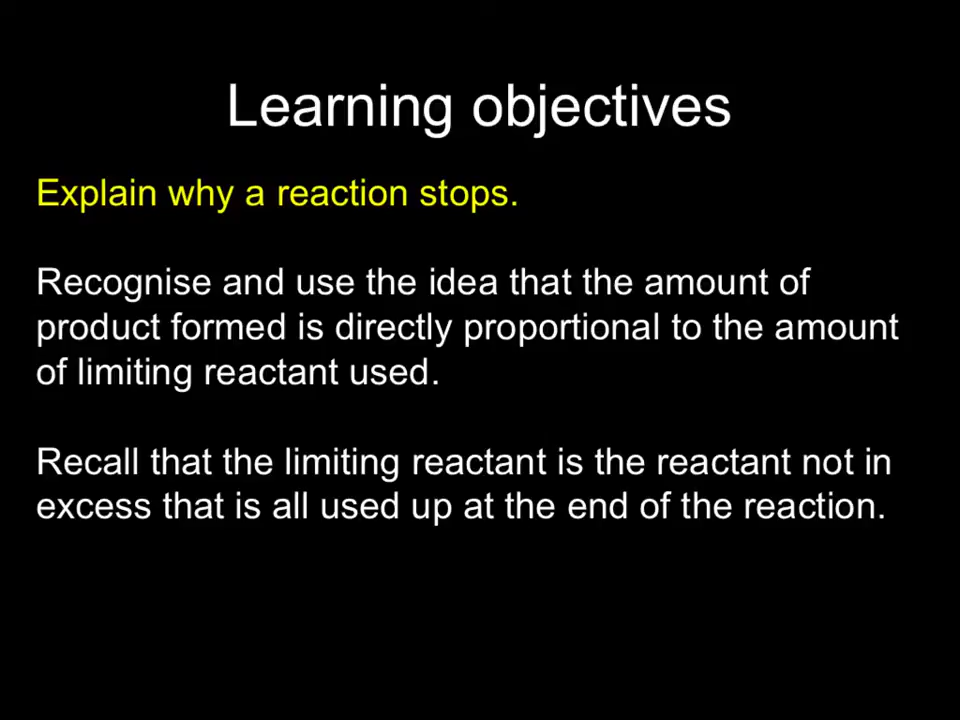 Learning objectives
Explain why a reaction stops.
Recognise and use the idea that the amount of
product formed is directly proportional to the amount
of limiting reactant used.
Recall that the limiting reactant is the reactant not in
excess that is all used up at the end of the reaction.